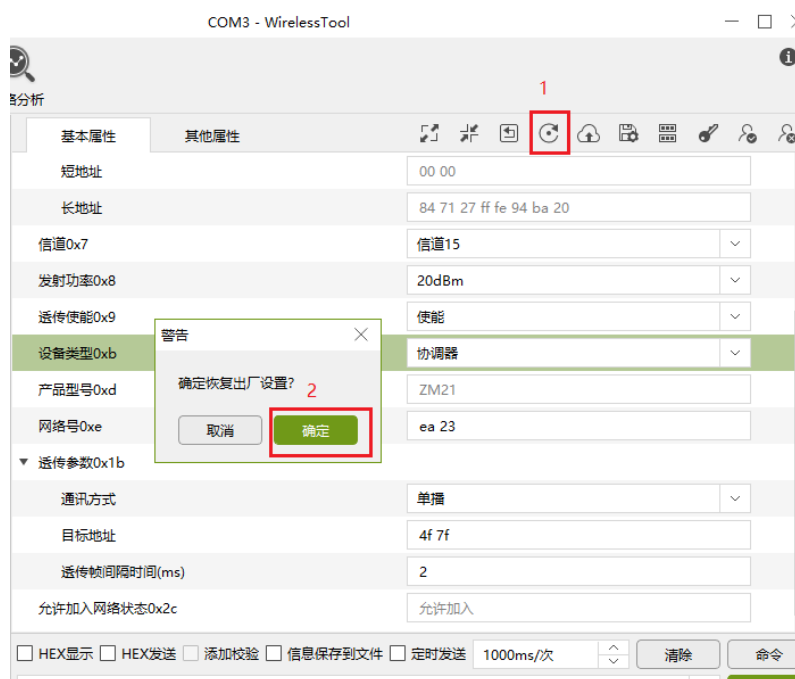 COM3 - WirelessTool
1
络分析
基本属性 其他属性
短地址 00 00
长地址 84 71 27 ff fe 94 ba 20
信道0x7 信道15
发射功率0x8 20dBm
透传使能0x9 使能
警告
设备类型0xb 协调器
确定恢复出厂设置? 2
产品型号0xd ZM21
网络号0xe ea 23
取消 确定
透传参数0x1b
通讯方式 单播
目标地址 4f 7f
透传帧间隔时间(ms) 2
允许加入网络状态0x2c 允许加入
HEX显示 HEX发送 添加校验 信息保存到文件 定时发送 1000ms/次 清除 命令